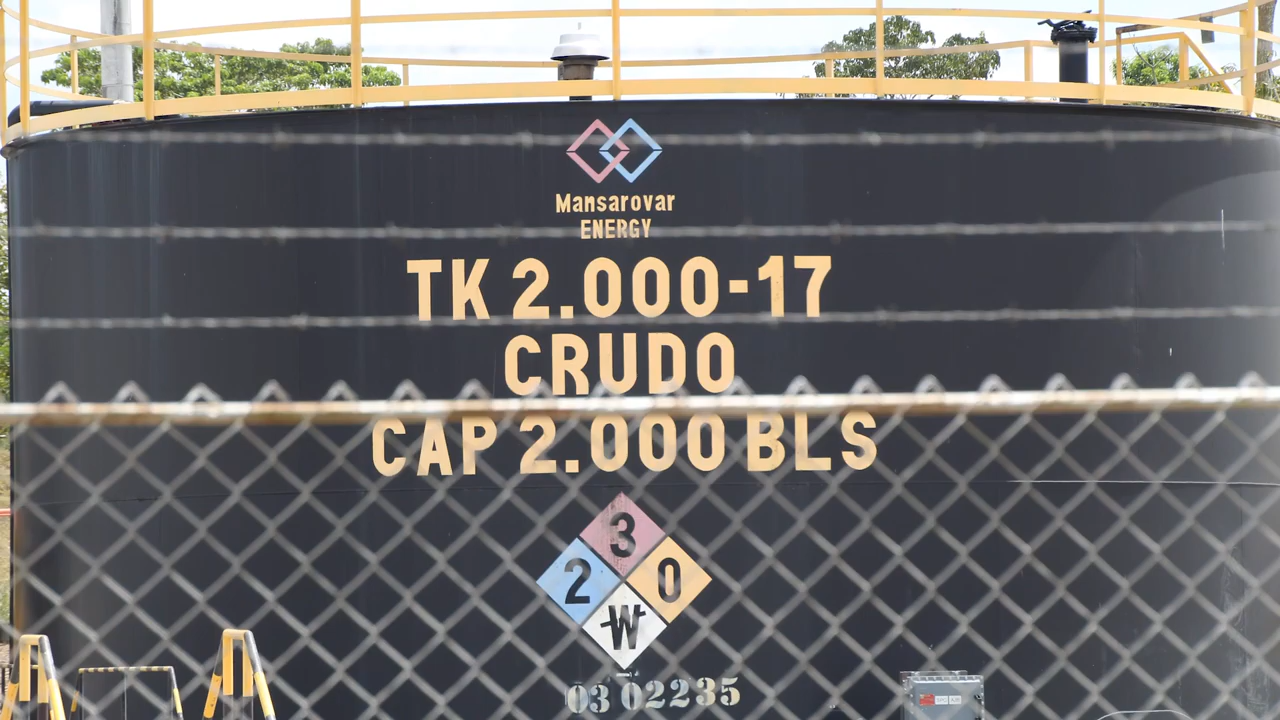 Mansarovar
ENERGY
TK 2.000-17
CRUDO
CAP 2.000 BLS
3
2 0
W
03 02235